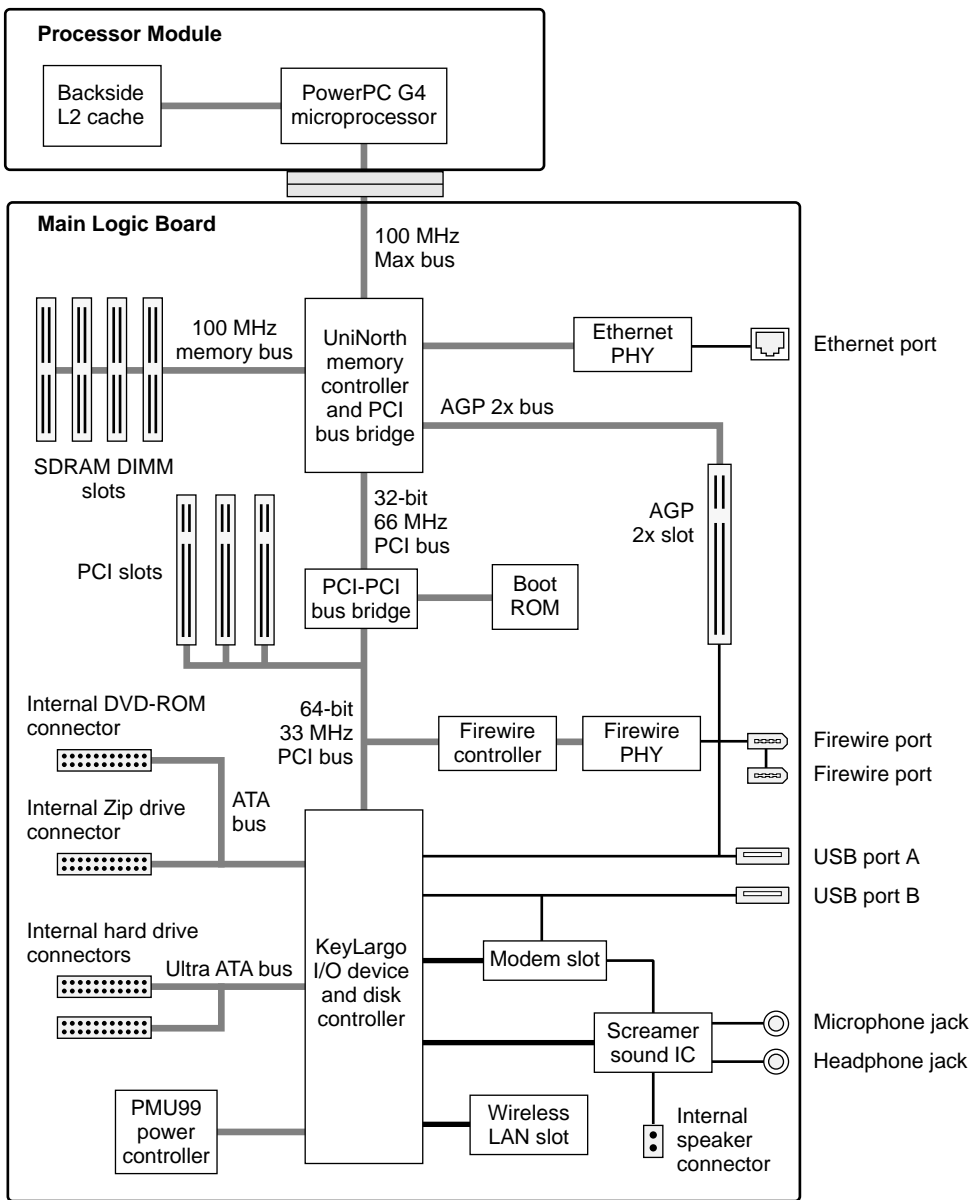 Processor Module
Backside
L2 cache
PowerPC G4
microprocessor
Main Logic Board
100 MHz
Max bus
100 MHz
memory bus
UniNorth
memory
controller
and PCI
bus bridge
Ethernet
PHY
Ethernet port
AGP 2x bus
SDRAM DIMM
slots
32-bit
66 MHz
PCI bus
AGP
2x slot
PCI slots
PCI-PCI
bus bridge
Boot
ROM
Internal DVD-ROM
connector
64-bit
33 MHz
PCI bus
Firewire
controller
Firewire
PHY
Firewire port
Firewire port
Internal Zip drive
connector
ATA
bus
USB port A
USB port B
Internal hard drive
connectors
Ultra ATA bus
KeyLargo
I/O device
and disk
controller
Modem slot
Screamer
sound IC
Microphone jack
Headphone jack
PMU99
power
controller
Wireless
LAN slot
Internal
speaker
connector